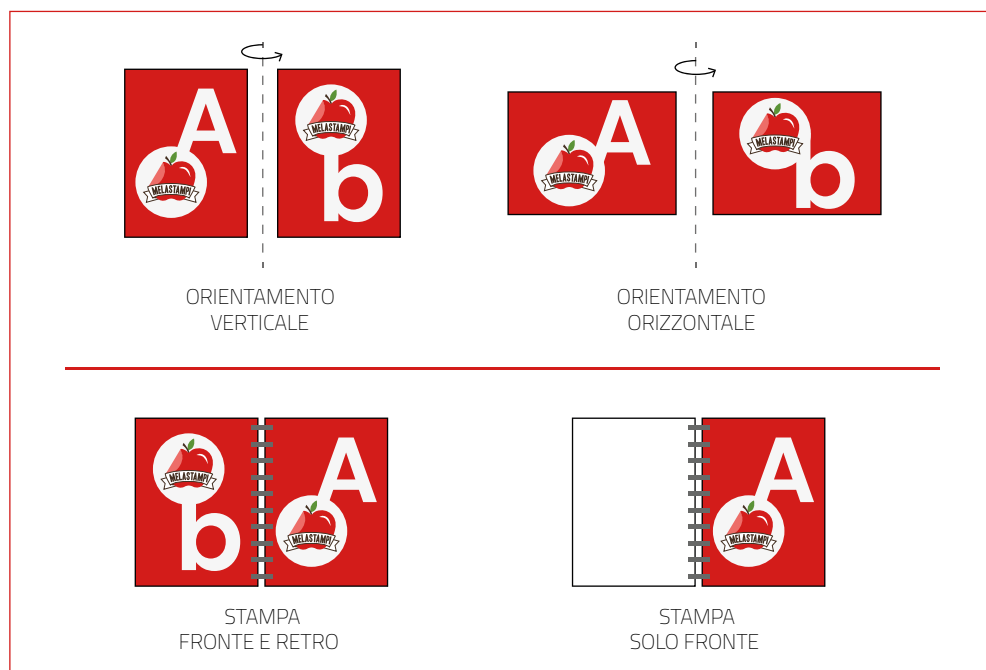 A
MELASTAMPI
MELASTAMPI
b
A
MELASTAMPI
MELASTAMPI
b
ORIENTAMENTO
VERTICALE
ORIENTAMENTO
ORIZZONTALE
MELASTAMPI
b
A
MELASTAMPI
A
MELASTAMPI
STAMPA
FRONTE E RETRO
STAMPA
SOLO FRONTE